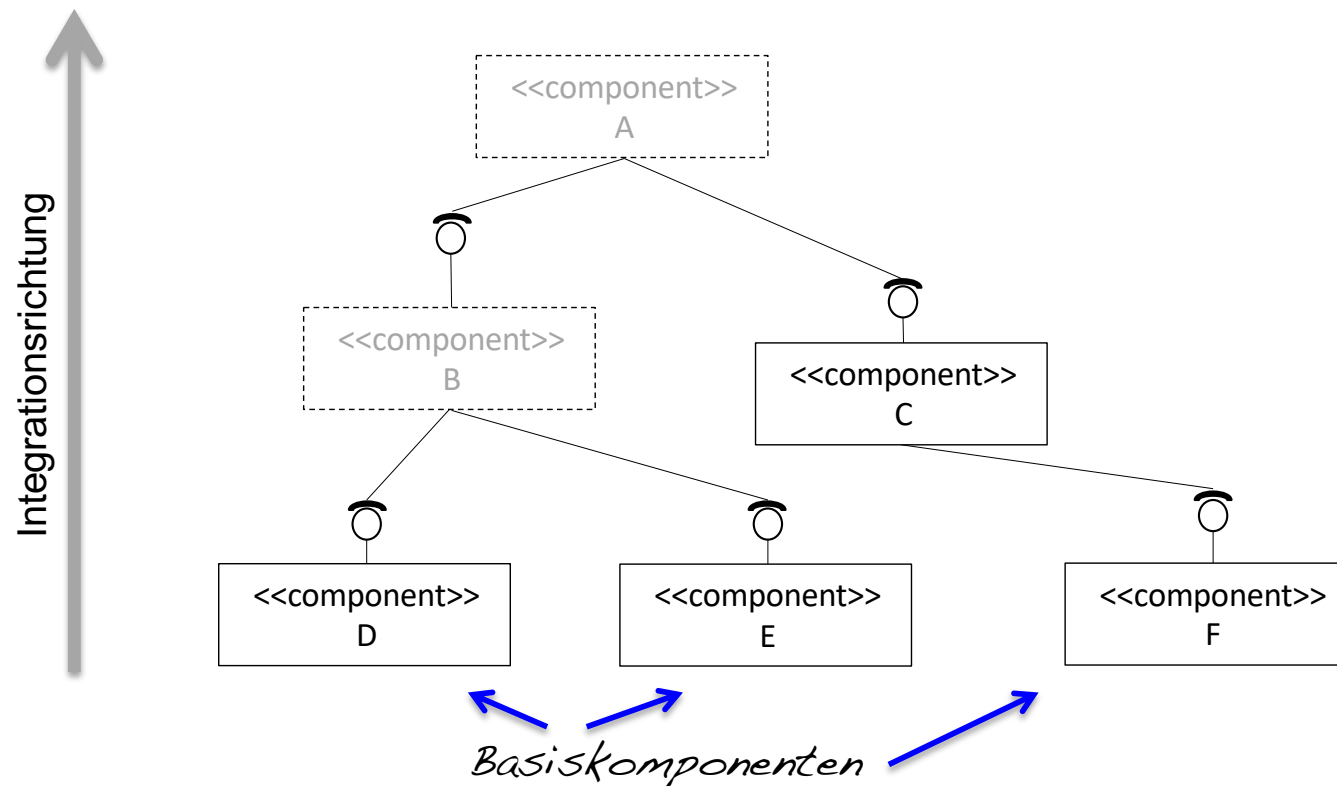 Integrationsrichtung
<<component>>
A
<<component>>
B
<<component>>
C
<<component>>
D
<<component>>
E
<<component>>
F
Basiskomponenten